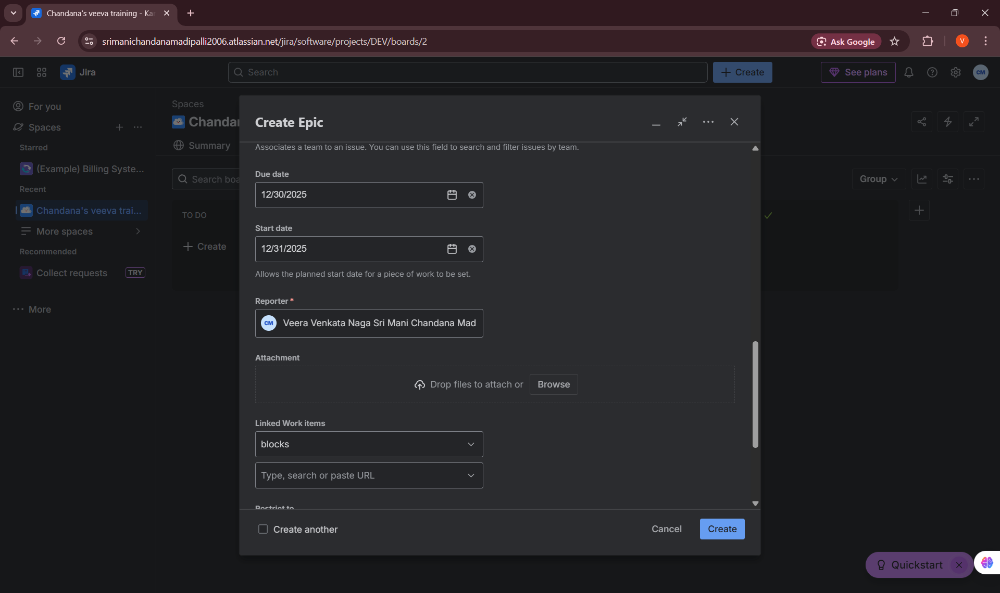 Chandana's veeva training - Ka
srimanichandanamadipalli2006.atlassian.net/jira/software/projects/DEV/boards/2
Ask Google
V
Jira
Search
Create
See plans
CM
For you
Spaces
Starred
(Example) Billing Syste...
Recent
Chandana's veeva trai...
More spaces
Recommended
Collect requests TRY
More
Spaces
Chandar
Summary
Search boa
Group
TO DO
Create
Create Epic
Associates a team to an issue. You can use this field to search and filter issues by team.
Due date
12/30/2025
Start date
12/31/2025
Allows the planned start date for a piece of work to be set.
Reporter *
CM Veera Venkata Naga Sri Mani Chandana Mad
Attachment
Drop files to attach or Browse
Linked Work items
blocks
Type, search or paste URL
Restrict to
Create another
Cancel
Create
Quickstart